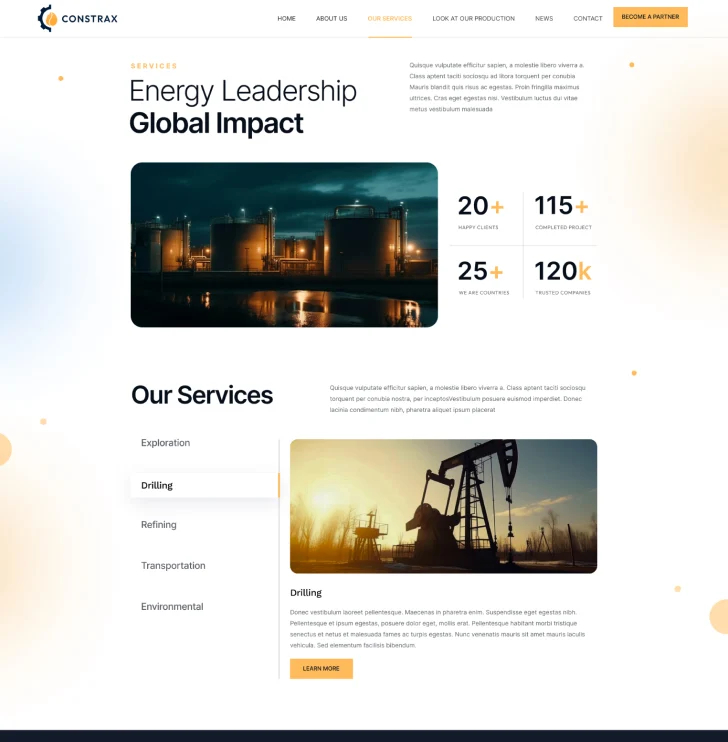 CONSTRAX
HOME ABOUT US OUR SERVICES LOOK AT OUR PRODUCTION NEWS CONTACT BECOME A PARTNER
SERVICES
Energy Leadership
Global Impact
Quisque vulputate efficitur sapien, a molestie libero viverra a.
Class aptent taciti sociosqu ad litora torquent per conubia
Mauris blandit quis risus ac egestas. Proin fringilla maximus
ultrices. Cras eget egestas nisi. Vestibulum luctus dui vitae
metus vestibulum malesuada
20+ 115+
HAPPY CLIENTS COMPLETED PROJECT
25+ 120k
WE ARE COUNTRIES TRUSTED COMPANIES
Our Services
Quisque vulputate efficitur sapien, a molestie libero viverra a. Class aptent taciti sociosqu
torquent per conubia nostra, per inceptosVestibulum posuere euismod imperdiet. Donec
lacinia condimentum nibh, pharetra aliquet ipsum placerat
Exploration
Drilling
Refining
Transportation
Environmental
Drilling
Donec vestibulum laoreet pellentesque. Maecenas in pharetra enim. Suspendisse eget egestas nibh.
Pellentesque et ipsum egestas, posuere dolor eget, mollis erat. Pellentesque habitant morbi tristique
senectus et netus et malesuada fames ac turpis egestas. Nunc venenatis mauris sit amet mauris iaculis
vehicula. Sed elementum facilisis bibendum.
LEARN MORE